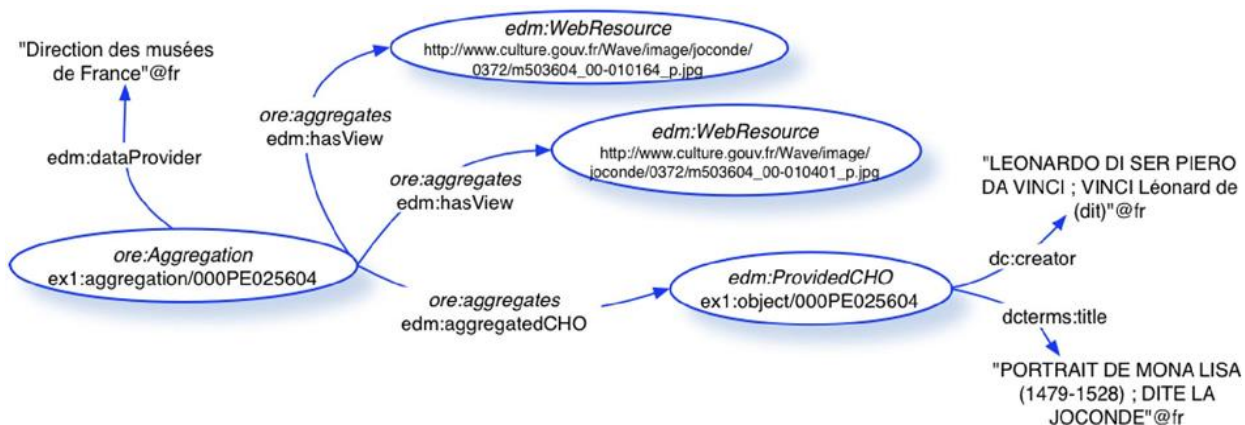 edm:WebResource
http://www.culture.gouv.fr/Wave/image/joconde/
0372/m503604_00-010164_p.jpg
"Direction des musées
de France"@fr
ore:aggregates
edm:hasView
edm:dataProvider
edm:WebResource
http://www.culture.gouv.fr/Wave/image/
joconde/0372/m503604_00-010401_p.jpg
ore:aggregates
edm:hasView
"LEONARDO DI SER PIERO
DA VINCI ; VINCI Léonard de
(dit)"@fr
ore:Aggregation
ex1:aggregation/000PE025604
dc:creator
edm:ProvidedCHO
ex1:object/000PE025604
ore:aggregates
edm:aggregatedCHO
dcterms:title
"PORTRAIT DE MONA LISA
(1479-1528) ; DITE LA
JOCONDE"@fr